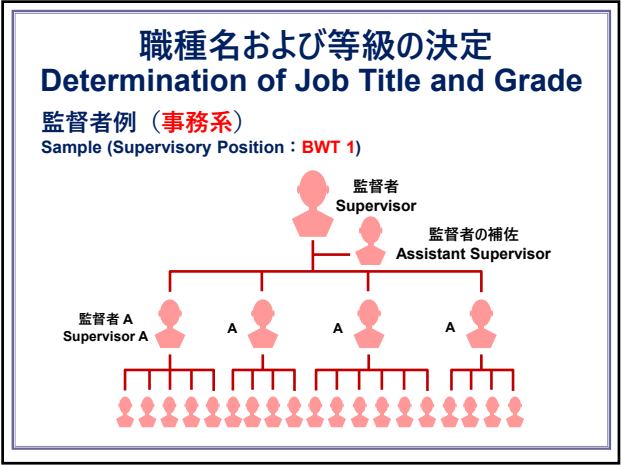 職種名および等級の決定
Determination of Job Title and Grade
監督者例（事務系）
Sample (Supervisory Position：BWT 1)
監督者
Supervisor
監督者の補佐
Assistant Supervisor
監督者 A
Supervisor A
A
A
A